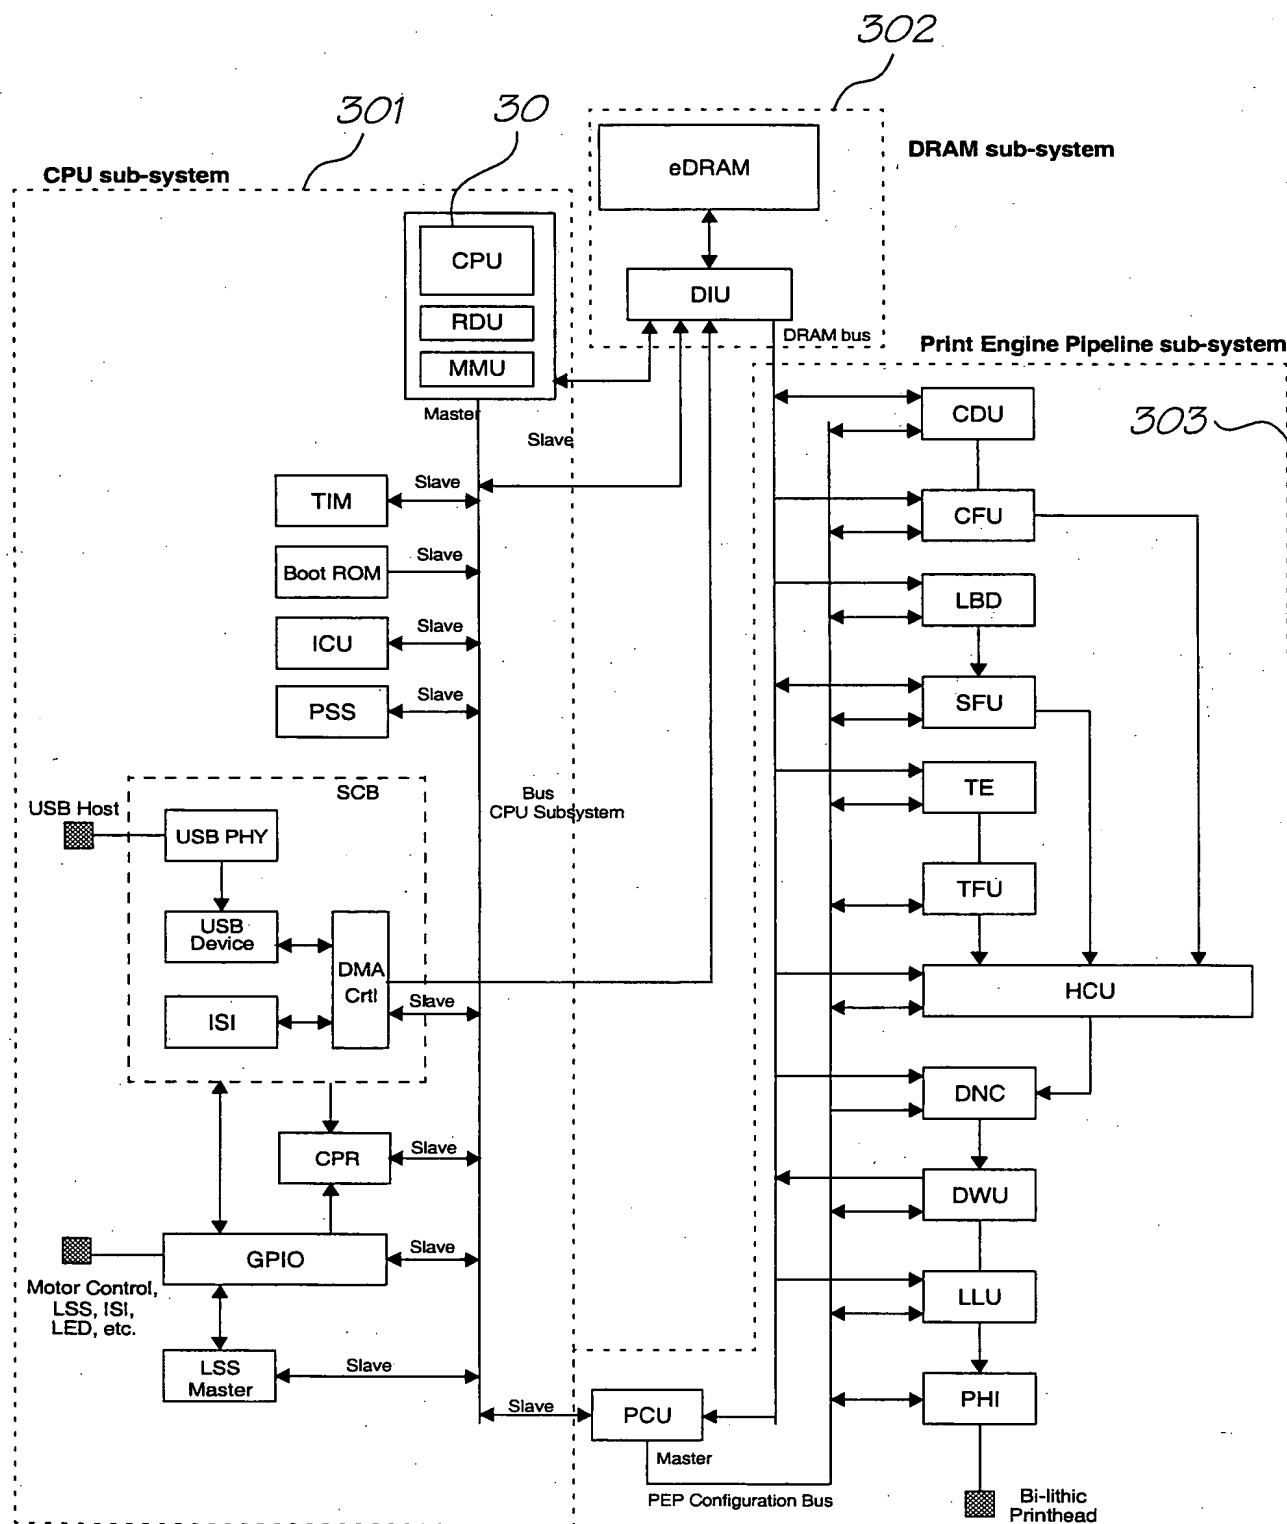 302
301
30
DRAM sub-system
CPU sub-system
eDRAM
CPU
DIU
RDU
MMU
DRAM bus
Print Engine Pipeline sub-system
Master
Slave
CDU
303
TIM
Slave
CFU
Boot ROM
Slave
LBD
ICU
Slave
PSS
Slave
SFU
SCB
Bus
CPU Subsystem
TE
USB Host
USB PHY
TFU
USB
Device
DMA
Crtl
HCU
ISI
Slave
DNC
CPR
Slave
DWU
GPIO
Slave
Motor Control,
LSS, ISI,
LED, etc.
LLU
LSS
Master
Slave
PHI
Slave
PCU
Master
PEP Configuration Bus
Bi-lithic
Printhead